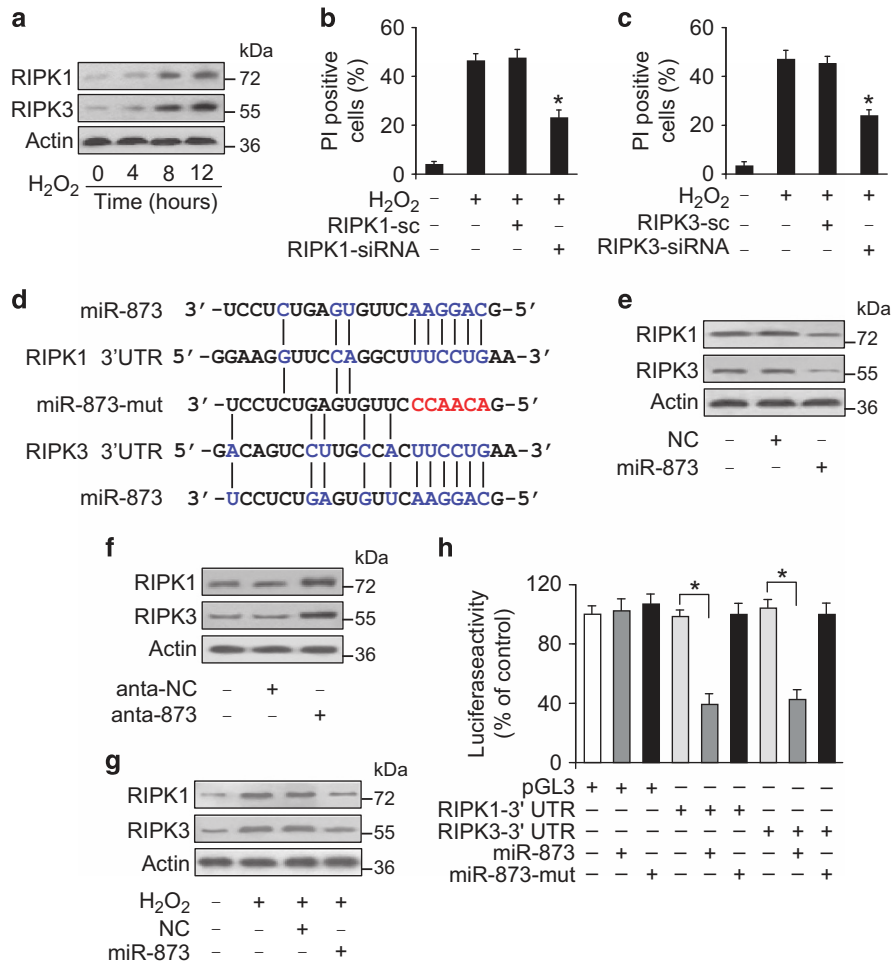 a
kDa
RIPK1
72
RIPK3
55
Actin
36
H2O2
0 4 8 12
Time (hours)
b
PI positive cells (%)
60
40
20
0
H2O2 – + + +
RIPK1-sc – – + –
RIPK1-siRNA – – – +
*
c
PI positive cells (%)
60
40
20
0
H2O2 – + + +
RIPK3-sc – – + –
RIPK3-siRNA – – – +
*
d
miR-873 3′-UCCUCUGAGUGUUCAAGGACG-5′
RIPK1 3'UTR 5′-GGAAGGUUCCAGGCUUUCCUGAA-3′
miR-873-mut 3′-UCCUCUGAGUGUUCCCAACAG-5′
RIPK3 3'UTR 5′-GACAGUCCUUGCCACUUCCUGAA-3′
miR-873 3′-UCCUCUGAGUGUUCAAGGACG-5′
e
kDa
RIPK1
72
RIPK3
55
Actin
36
NC – + –
miR-873 – – +
f
kDa
RIPK1
72
RIPK3
55
Actin
36
anta-NC – + –
anta-873 – – +
g
kDa
RIPK1
72
RIPK3
55
Actin
36
H2O2 – + + +
NC – – + –
miR-873 – – – +
h
Luciferaseactivity
(% of control)
120
80
40
0
* *
pGL3 + + + – – – – – –
RIPK1-3' UTR – – – + + + – – –
RIPK3-3' UTR – – – – – – + + +
miR-873 – + – – + – – + –
miR-873-mut – – + – – + – – +